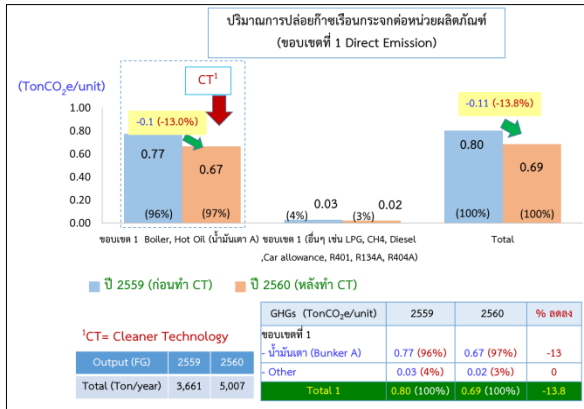 ปริมาณการปล่อยก๊าซเรือนกระจกต่อหน่วยผลิตภัณฑ์
(ขอบเขตที่ 1 Direct Emission)
(TonCO2e/unit)
CT1
1.00
0.80
0.60
0.40
0.20
0.00
-0.1 (-13.0%)
0.77
0.67
(96%)
(97%)
0.03
0.02
(4%)
(3%)
-0.11 (-13.8%)
0.80
0.69
(100%)
(100%)
ขอบเขต 1 Boiler, Hot Oil (น้ำมันเตา A)
ขอบเขต 1 (อื่นๆ เช่น LPG, CH4, Diesel
,Car allowance, R401, R134A, R404A)
Total
ปี 2559 (ก่อนทำ CT)
ปี 2560 (หลังทำ CT)
1CT= Cleaner Technology
Output (FG) 2559 2560
Total (Ton/year) 3,661 5,007
GHGs (TonCO2e/unit) 2559 2560 % ลดลง
ขอบเขตที่ 1
- น้ำมันเตา (Bunker A) 0.77 (96%) 0.67 (97%) -13
- Other 0.03 (4%) 0.02 (3%) 0
Total 1 0.80 (100%) 0.69 (100%) -13.8